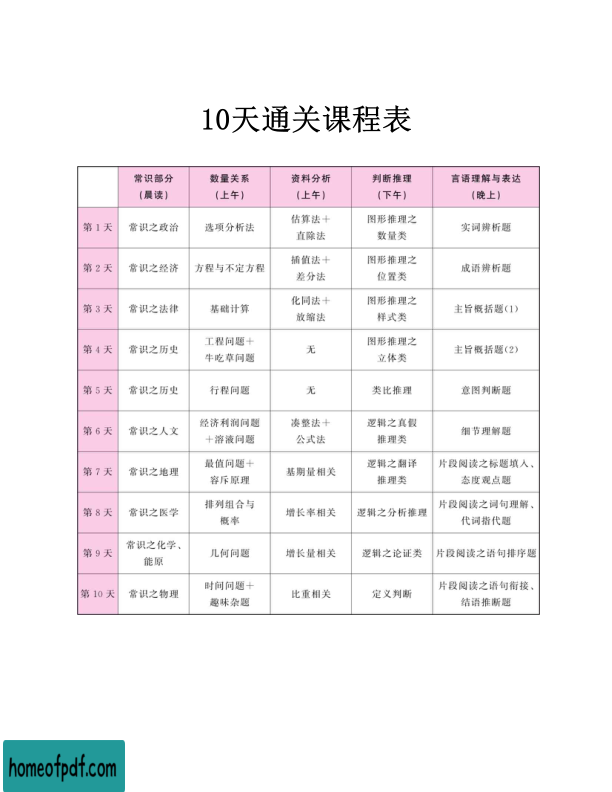 10天通关课程表
常识部分 数量关系 资料分析 判断推理 言语理解与表达
(晨读) (上午) (上午) (下午) (晚上)
第1天 常识之政治 选项分析法 估算法+ 图形推理之 实词辨析题
直除法 数量类
第2天 常识之经济 方程与不定方程 插值法+ 图形推理之 成语辨析题
差分法 位置类
第3天 常识之法律 基础计算 化同法+ 图形推理之 主旨概括题(1)
放缩法 样式类
第4天 常识之历史 工程问题+ 无 图形推理之 主旨概括题(2)
牛吃草问题 立体类
第5天 常识之历史 行程问题 无 类比推理 意图判断题
第6天 常识之人文 经济利润问题 凑整法+ 逻辑之真假 细节理解题
+溶液问题 公式法 推理类
第7天 常识之地理 最值问题+ 基期量相关 逻辑之翻译 片段阅读之标题填入、
容斥原理 推理类 态度观点题
第8天 常识之医学 排列组合与 增长率相关 逻辑之分析推理 片段阅读之词句理解、
概率 代词指代题
第9天 常识之化学、 几何问题 增长量相关 逻辑之论证类 片段阅读之语句排序题
能原
第10天 常识之物理 时间问题+ 比重相关 定义判断 片段阅读之语句衔接、
趣味杂题 结语推断题
homeofpdf.com